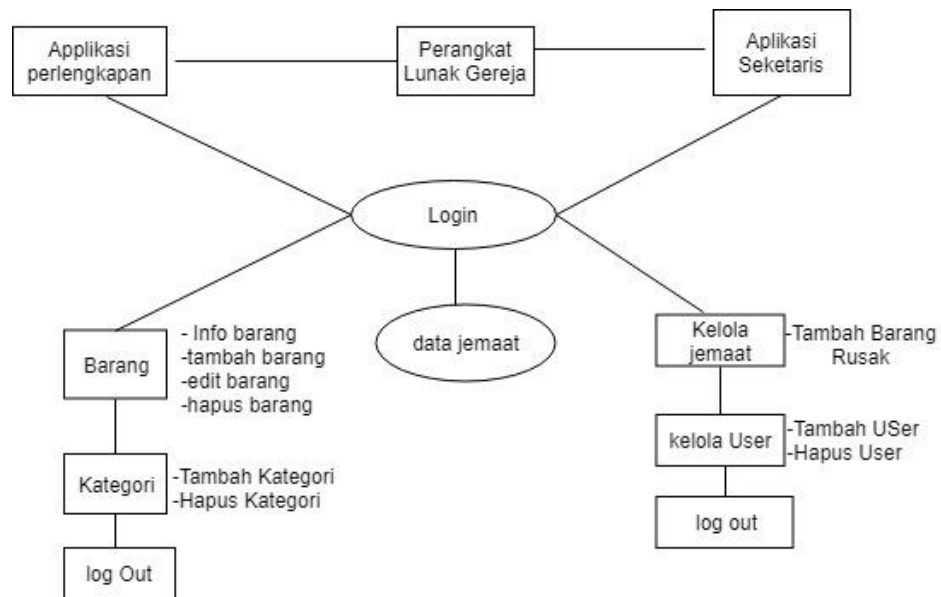 Applikasi
perlengkapan
Perangkat
Lunak Gereja
Aplikasi
Seketaris
Login
data jemaat
Barang
- Info barang
-tambah barang
-edit barang
-hapus barang
Kategori
-Tambah Kategori
-Hapus Kategori
log Out
Kelola
jemaat
-Tambah Barang
Rusak
kelola User
-Tambah USer
-Hapus User
log out